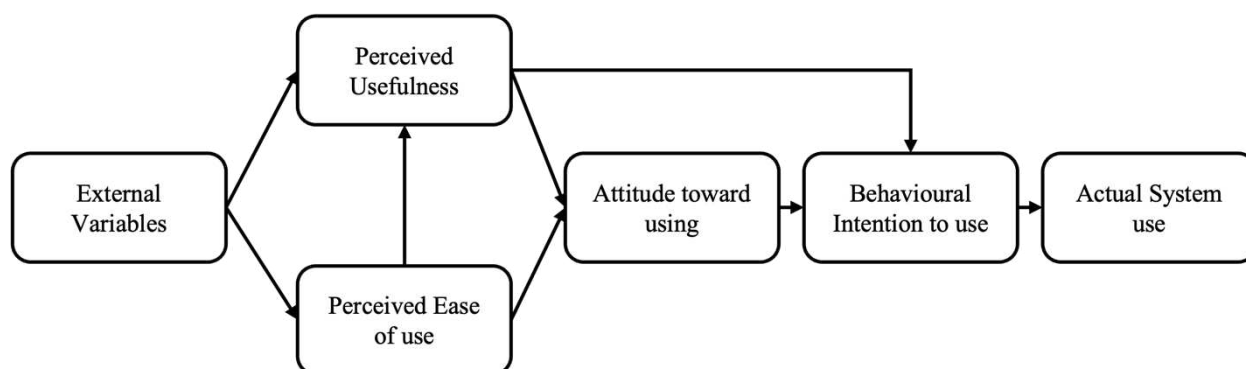 Perceived
Usefulness
External
Variables
Perceived Ease
of use
Attitude toward
using
Behavioural
Intention to use
Actual System
use